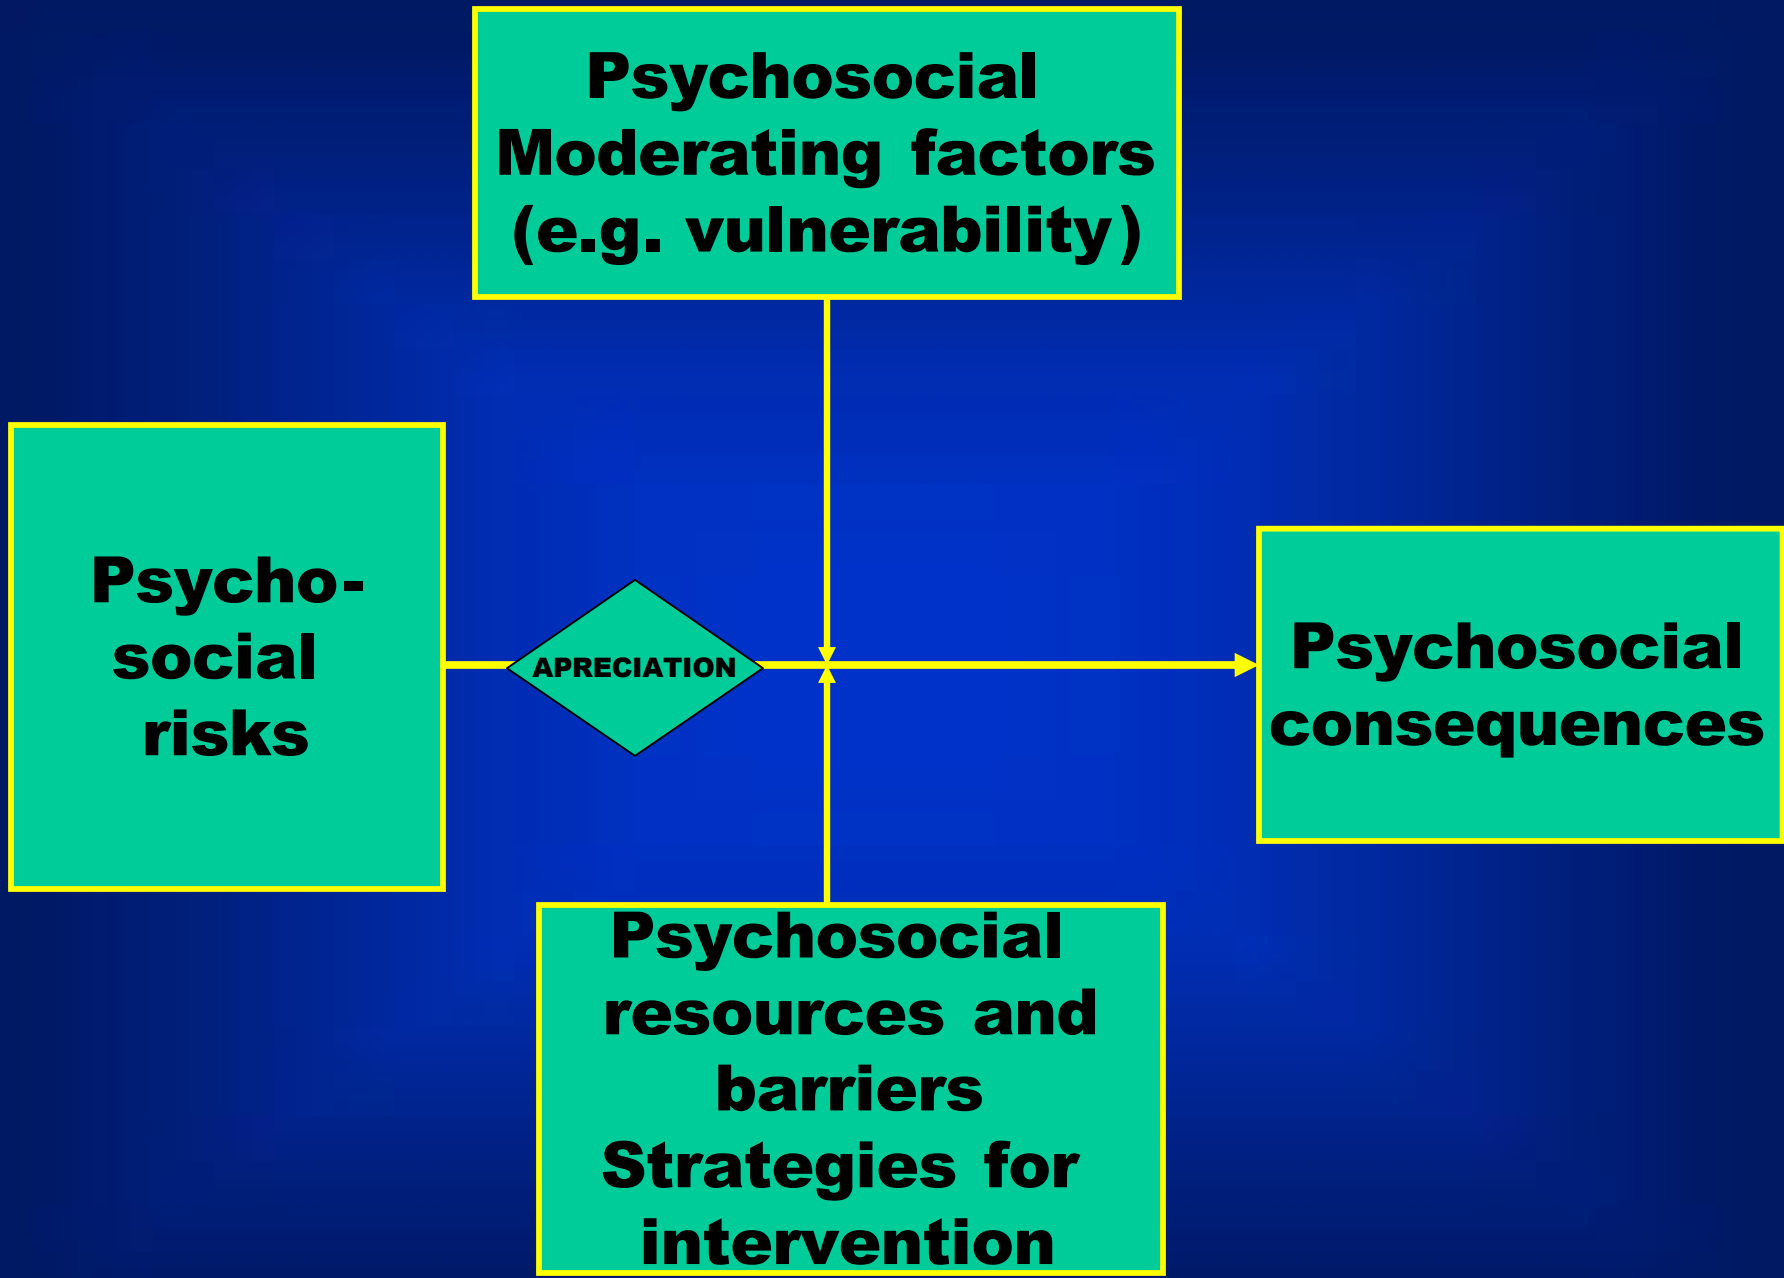 Psychosocial
Moderating factors
(e.g. vulnerability)
Psycho-
social
risks
APRECIATION
Psychosocial
consequences
Psychosocial
resources and
barriers
Strategies for
intervention